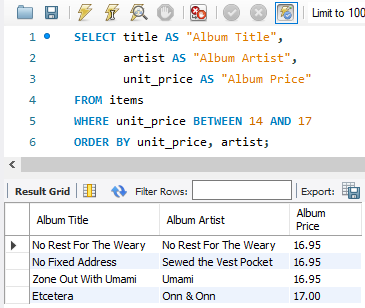 Limit to 100
1 SELECT title AS "Album Title",
2 artist AS "Album Artist",
3 unit_price AS "Album Price"
4 FROM items
5 WHERE unit_price BETWEEN 14 AND 17
6 ORDER BY unit_price, artist;
Result Grid Filter Rows: Export:
Album Title Album Artist Album Price
No Rest For The Weary No Rest For The Weary 16.95
No Fixed Address Sewed the Vest Pocket 16.95
Zone Out With Umami Umami 16.95
Etcetera Onn & Onn 17.00